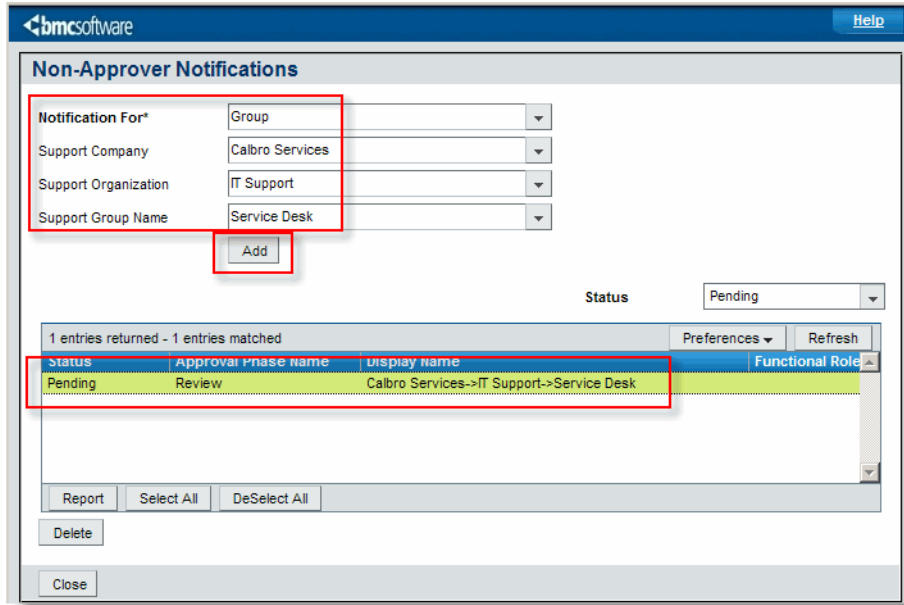 bmcsoftware
Help
Non-Approver Notifications
Notification For* Group
Support Company Calbro Services
Support Organization IT Support
Support Group Name Service Desk
Add
Status Pending
1 entries returned - 1 entries matched Preferences Refresh
Status Approval Phase Name Display Name Functional Role
Pending Review Calbro Services->IT Support->Service Desk
Report Select All DeSelect All
Delete
Close